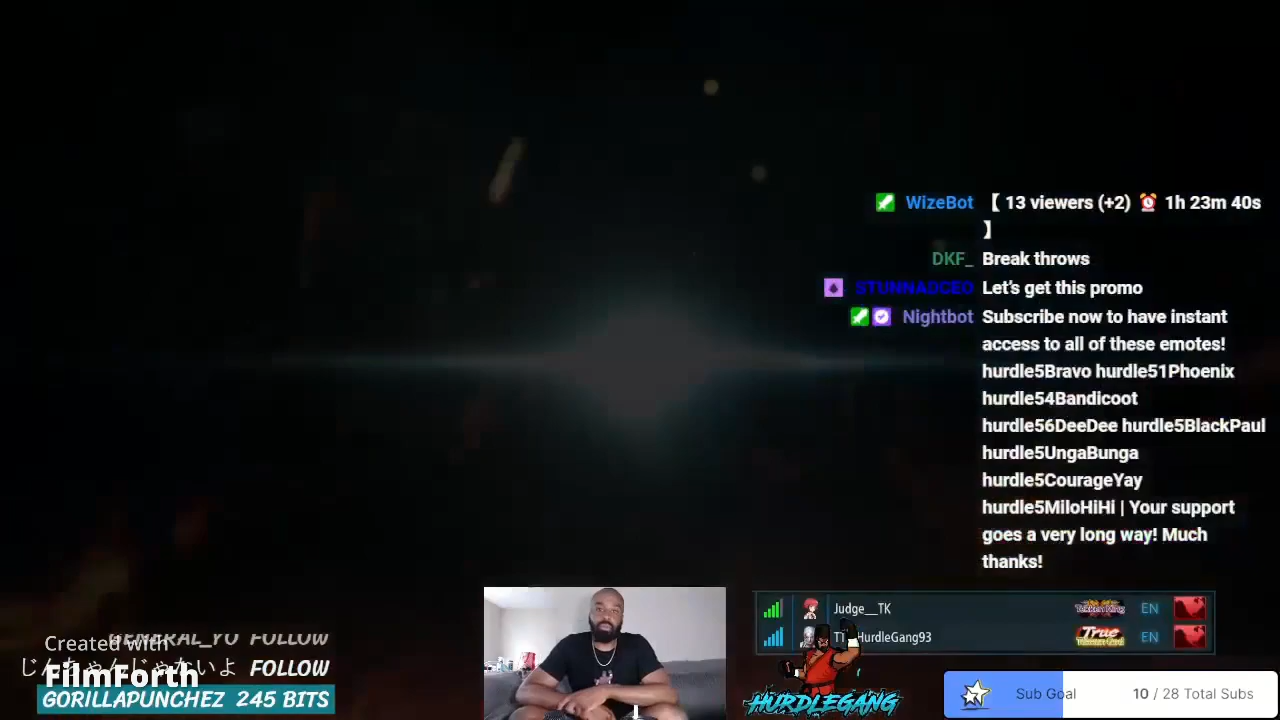 WizeBot 【 13 viewers (+2) ⏰ 1h 23m 40s
】
DKF_ Break throws
STUNNADCEO Let's get this promo
Nightbot Subscribe now to have instant
access to all of these emotes!
hurdle5Bravo hurdle51Phoenix
hurdle54Bandicoot
hurdle56DeeDee hurdle5BlackPaul
hurdle5UngaBunga
hurdle5CourageYay
hurdle5MiloHiHi | Your support
goes a very long way! Much
thanks!
Judge__TK Tekken King EN
HurdleGang93 True EN
HURDLEGANG
Sub Goal 10 / 28 Total Subs
FOLLOW
Created with
じんちゃんじゃないよ FOLLOW
FilmForth
GORILLAPUNCHEZ 245 BITS